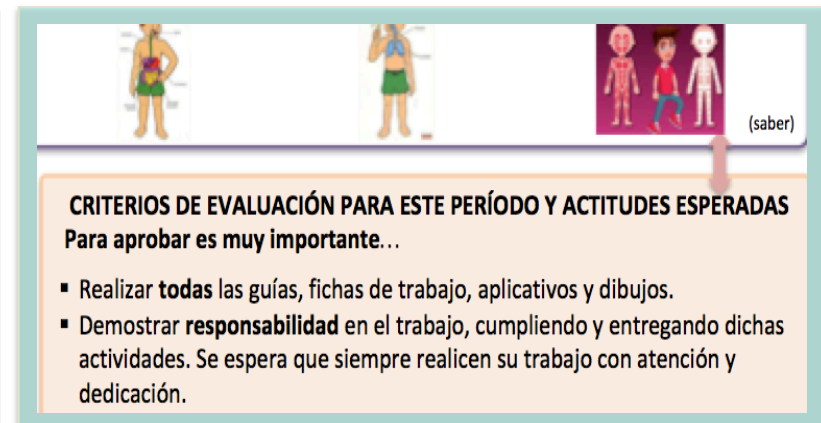 (saber)
CRITERIOS DE EVALUACIÓN PARA ESTE PERÍODO Y ACTITUDES ESPERADAS
Para aprobar es muy importante…
▪ Realizar todas las guías, fichas de trabajo, aplicativos y dibujos.
▪ Demostrar responsabilidad en el trabajo, cumpliendo y entregando dichas
actividades. Se espera que siempre realicen su trabajo con atención y
dedicación.